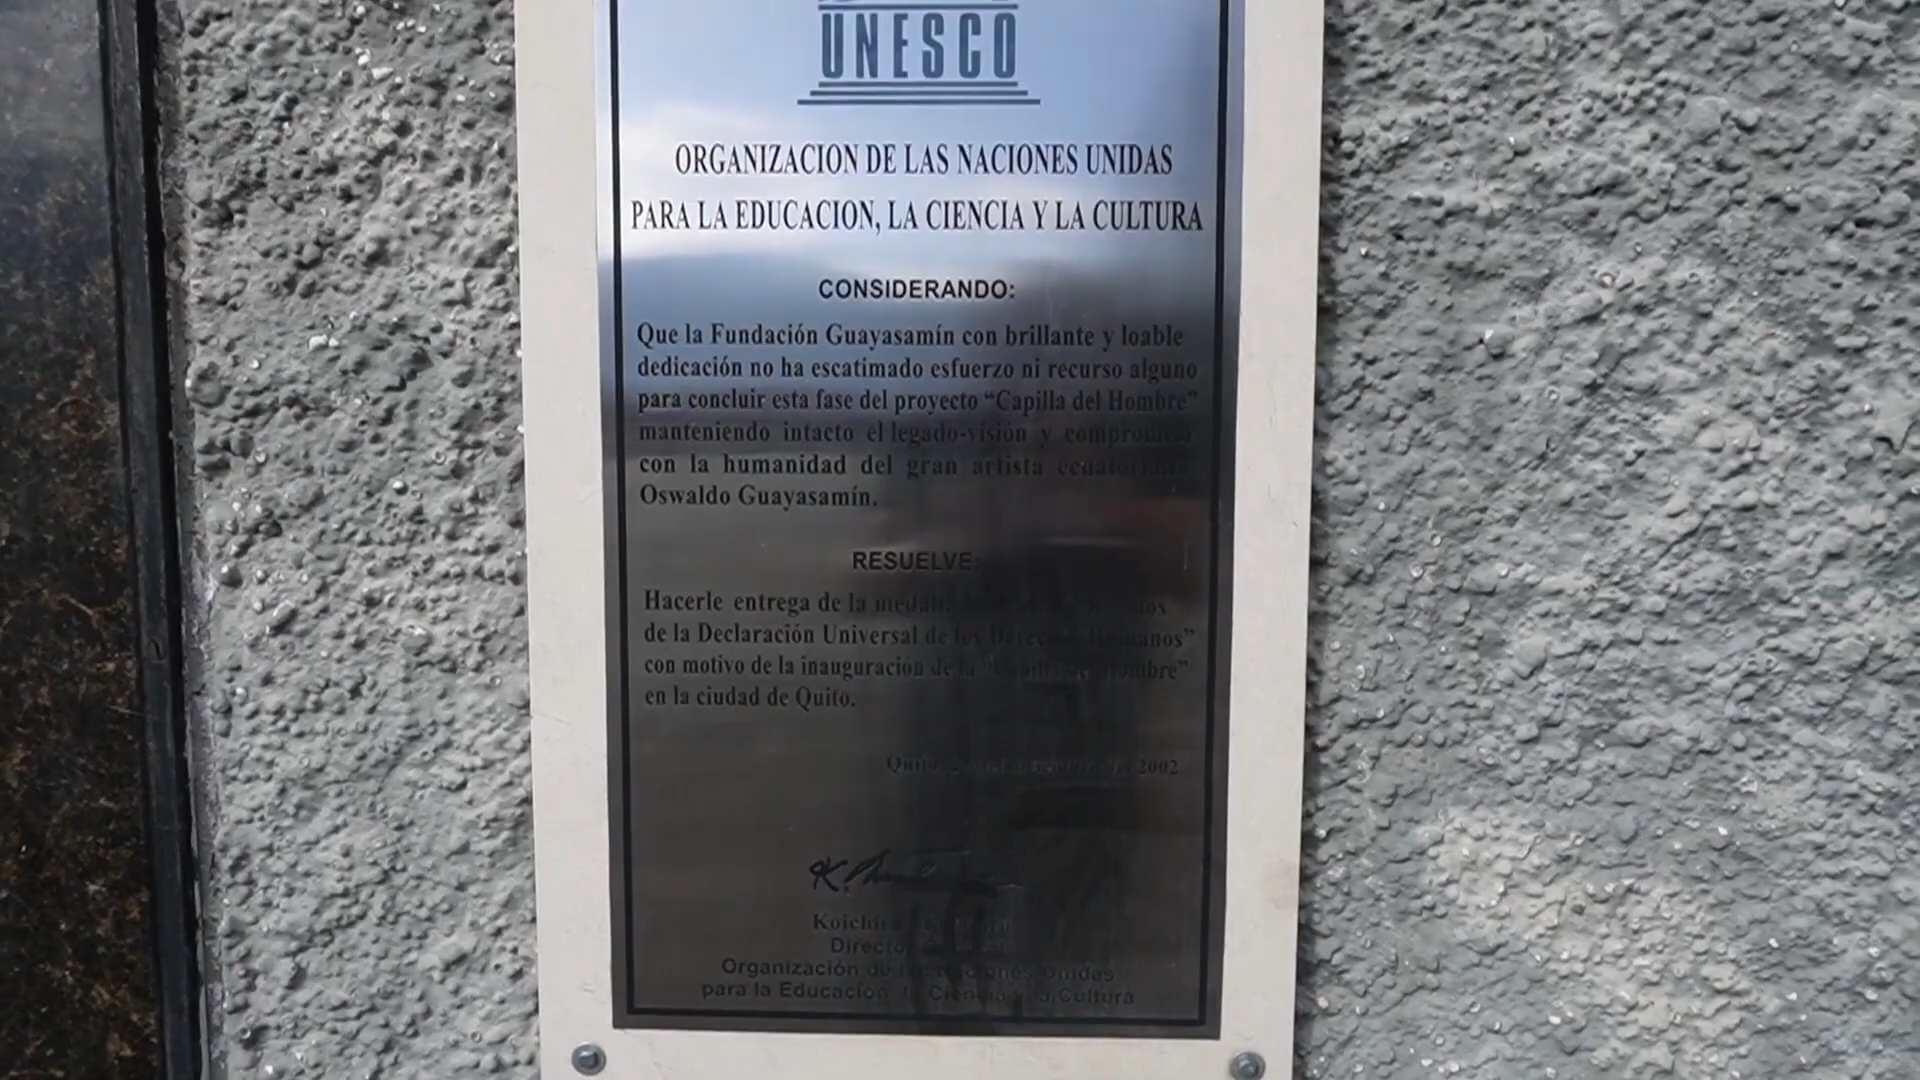 UNESCO
ORGANIZACION DE LAS NACIONES UNIDAS
PARA LA EDUCACION, LA CIENCIA Y LA CULTURA
CONSIDERANDO:
Que la Fundación Guayasamín con brillante y loable
dedicación no ha escatimado esfuerzo ni recurso alguno
para concluir esta fase del proyecto “Capilla del Hombre”
manteniendo intacto el legado-visión y compromiso
con la humanidad del gran artista ecuatoriano
Oswaldo Guayasamín.
RESUELVE:
Hacerle entrega de la
de la Declaración Universal de los Derechos Humanos”
con motivo de la inauguración de la "Capilla del Hombre”
en la ciudad de Quito.
Quito, del 2002
Organización de las Naciones Unidas
para la Educación la Ciencia y la Cultura